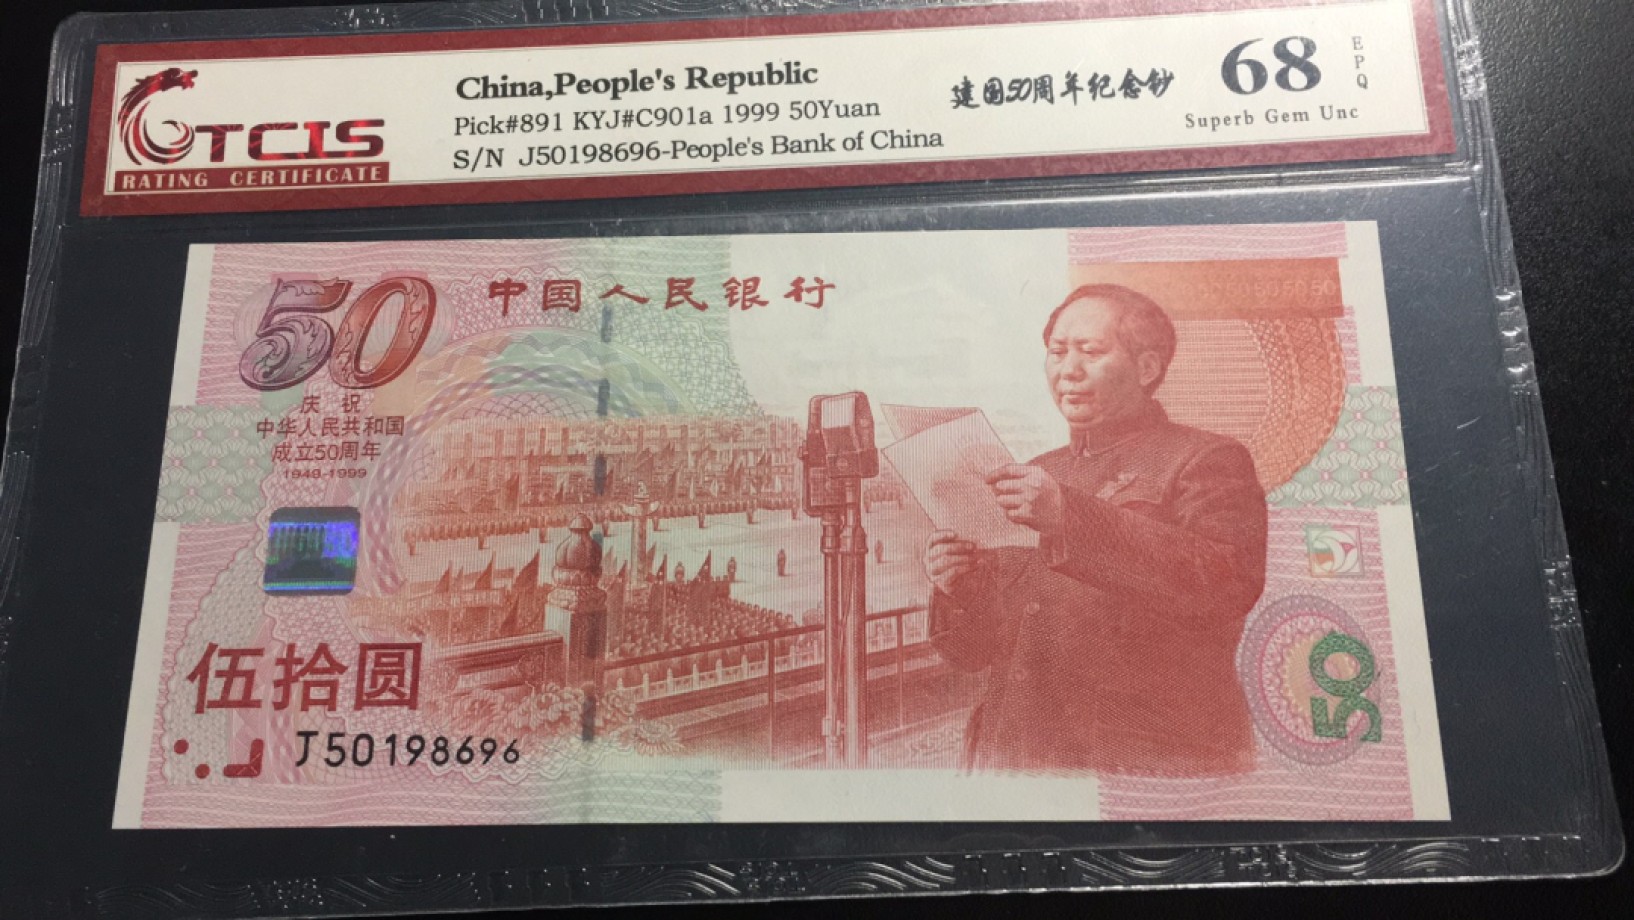 TCIS
RATING CERTIFICATE
China,People's Republic
Pick#891 KYJ#C901a 1999 50Yuan
S/N J50198696-People's Bank of China
建国50周年纪念钞
68
EPQ
Superb Gem Unc
50
中国人民银行
庆祝
中华人民共和国
成立50周年
1949-1999
伍拾圆
J50198696
50